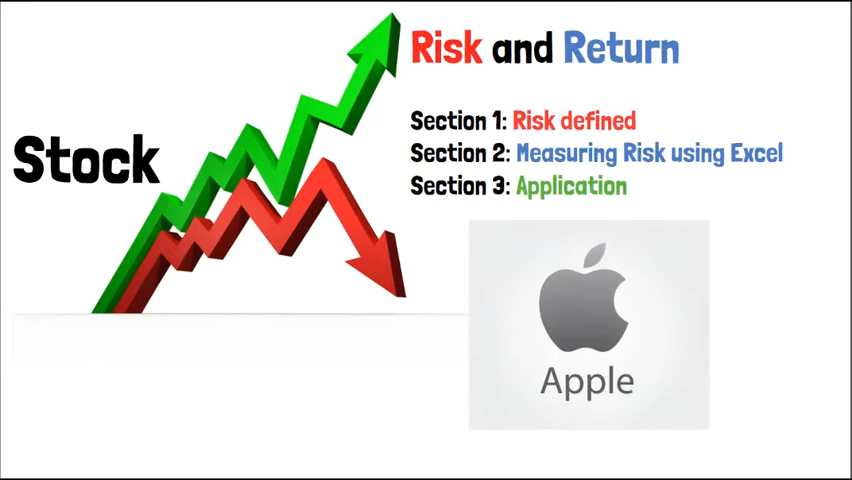 Risk and Return
Stock
Section 1: Risk defined
Section 2: Measuring Risk using Excel
Section 3: Application
Apple